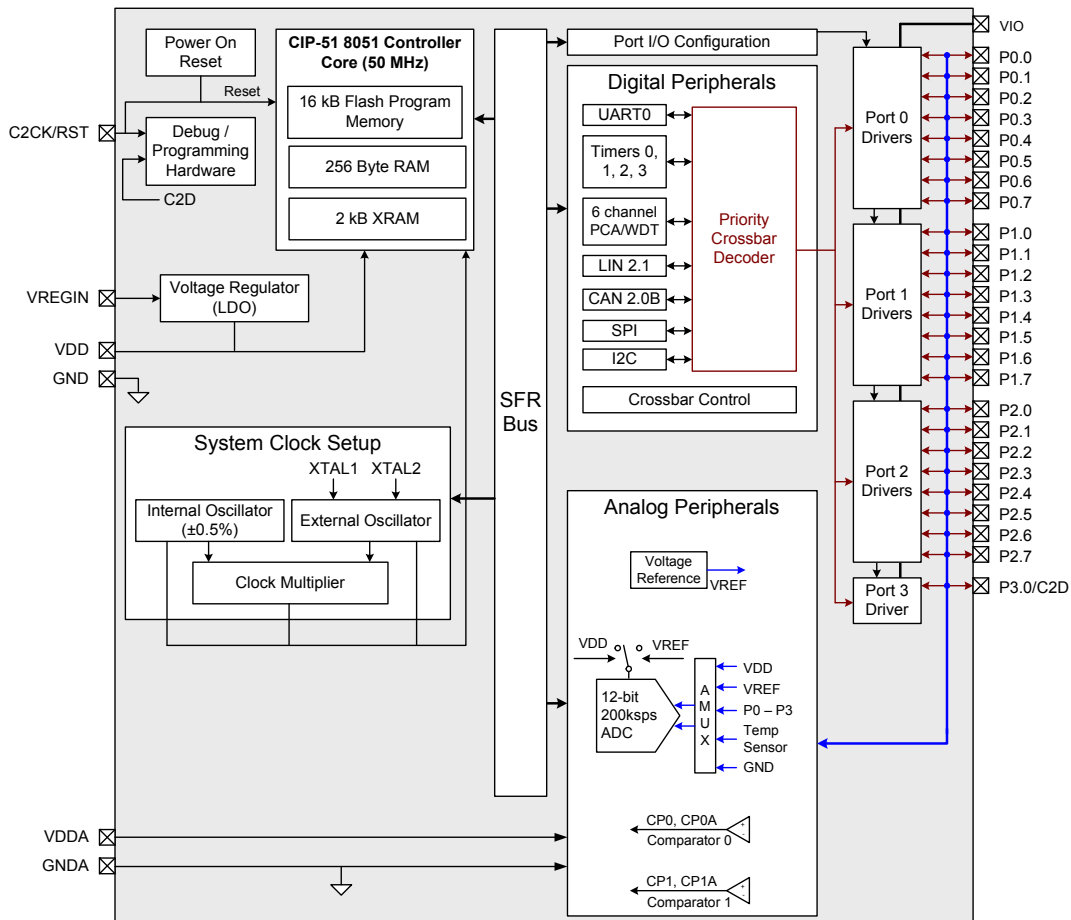 Power On
Reset
Reset
C2CK/RST
Debug /
Programming
Hardware
C2D
CIP-51 8051 Controller
Core (50 MHz)
16 kB Flash Program
Memory
256 Byte RAM
2 kB XRAM
VREGIN
Voltage Regulator
(LDO)
VDD
GND
System Clock Setup
XTAL1
XTAL2
Internal Oscillator
(±0.5%)
External Oscillator
Clock Multiplier
VDDA
GNDA
SFR
Bus
Port I/O Configuration
Digital Peripherals
UART0
Timers 0,
1, 2, 3
6 channel
PCA/WDT
LIN 2.1
CAN 2.0B
SPI
I2C
Priority
Crossbar
Decoder
Crossbar Control
Analog Peripherals
Voltage
Reference
VREF
VDD
VREF
12-bit
200ksps
ADC
A
M
U
X
VDD
VREF
P0 – P3
Temp
Sensor
GND
CP0, CP0A
+
-
Comparator 0
CP1, CP1A
+
-
Comparator 1
Port 0
Drivers
Port 1
Drivers
Port 2
Drivers
Port 3
Driver
VIO
P0.0
P0.1
P0.2
P0.3
P0.4
P0.5
P0.6
P0.7
P1.0
P1.1
P1.2
P1.3
P1.4
P1.5
P1.6
P1.7
P2.0
P2.1
P2.2
P2.3
P2.4
P2.5
P2.6
P2.7
P3.0/C2D